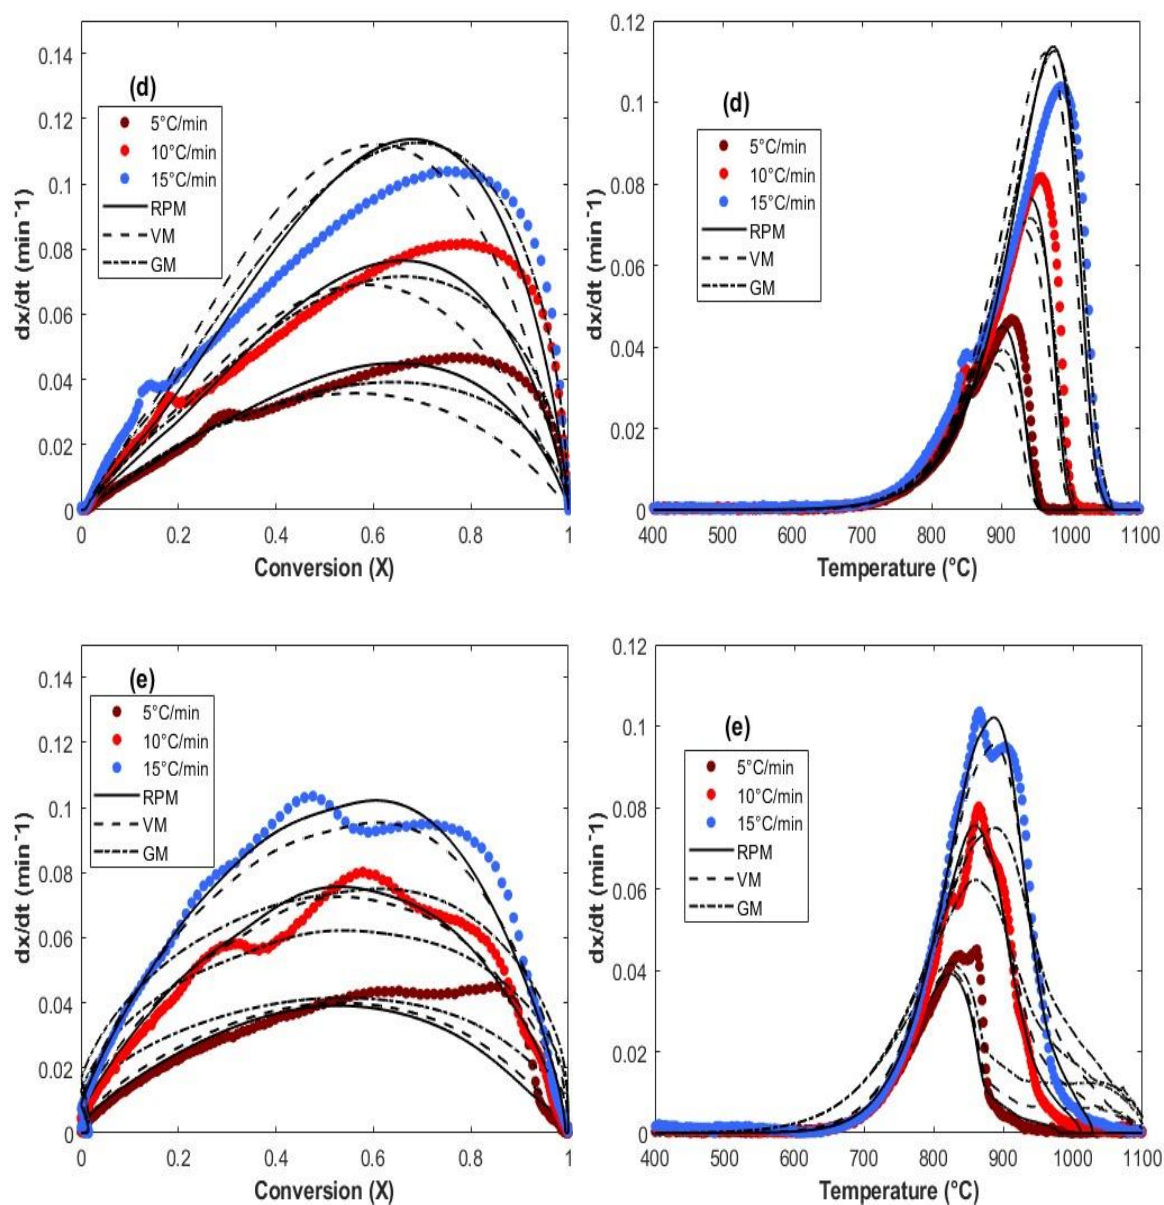 0.14
0.12
0.1
0.08
0.06
0.04
0.02
0
dx/dt (min⁻1)
(d)
5°C/min
10°C/min
15°C/min
RPM
VM
GM
0 0.2 0.4 0.6 0.8 1
Conversion (X)
0.12
0.1
0.08
0.06
0.04
0.02
0
dx/dt (min⁻1)
(d)
5°C/min
10°C/min
15°C/min
RPM
VM
GM
400 500 600 700 800 900 1000 1100
Temperature (°C)
0.14
0.12
0.1
0.08
0.06
0.04
0.02
0
dx/dt (min⁻1)
(e)
5°C/min
10°C/min
15°C/min
RPM
VM
GM
0 0.2 0.4 0.6 0.8 1
Conversion (X)
0.12
0.1
0.08
0.06
0.04
0.02
0
dx/dt (min⁻1)
(e)
5°C/min
10°C/min
15°C/min
RPM
VM
GM
400 500 600 700 800 900 1000 1100
Temperature (°C)